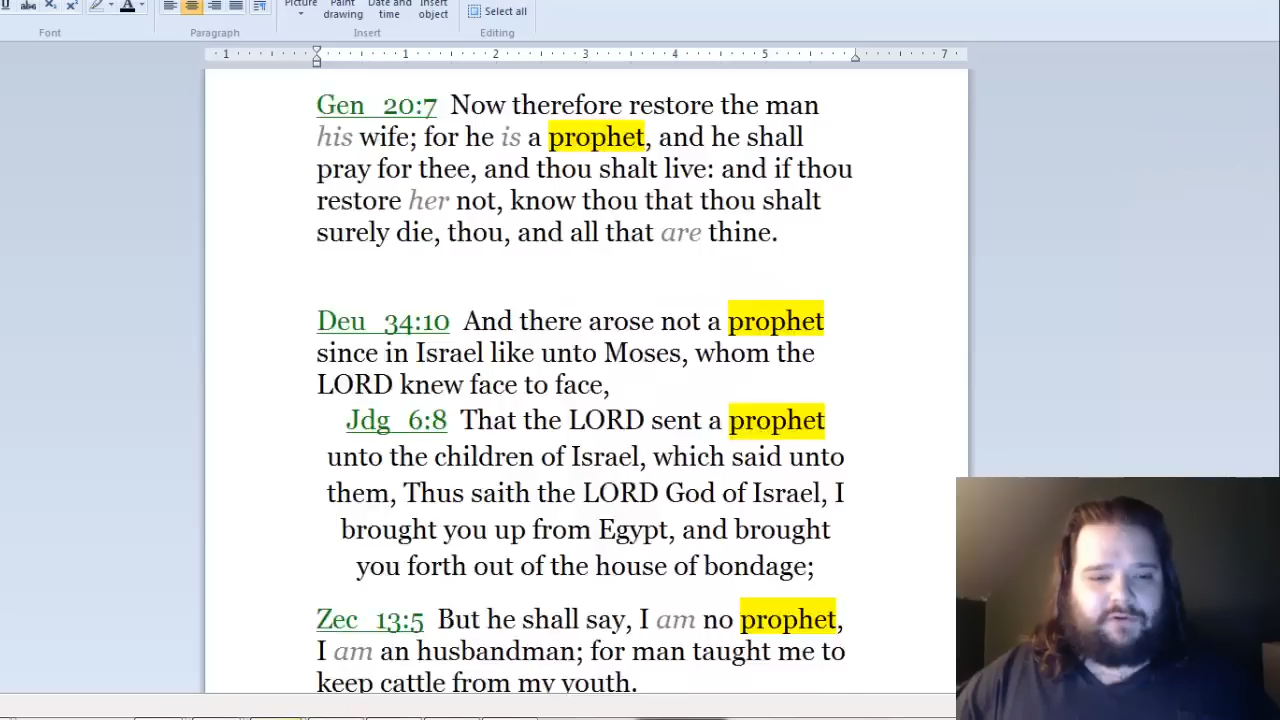 Picture
Paint drawing
Date and time
Insert object
Select all
Font
Paragraph
Insert
Editing
1 1 2 3 4 5 7
Gen 20:7 Now therefore restore the man
his wife; for he is a prophet, and he shall
pray for thee, and thou shalt live: and if thou
restore her not, know thou that thou shalt
surely die, thou, and all that are thine.
Deu 34:10 And there arose not a prophet
since in Israel like unto Moses, whom the
LORD knew face to face,
Jdg 6:8 That the LORD sent a prophet
unto the children of Israel, which said unto
them, Thus saith the LORD God of Israel, I
brought you up from Egypt, and brought
you forth out of the house of bondage;
Zec 13:5 But he shall say, I am no prophet,
I am an husbandman; for man taught me to
keep cattle from my youth.